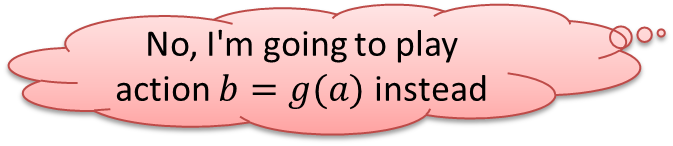 No, I'm going to play
action 𝑏 = 𝑔(𝑎) instead